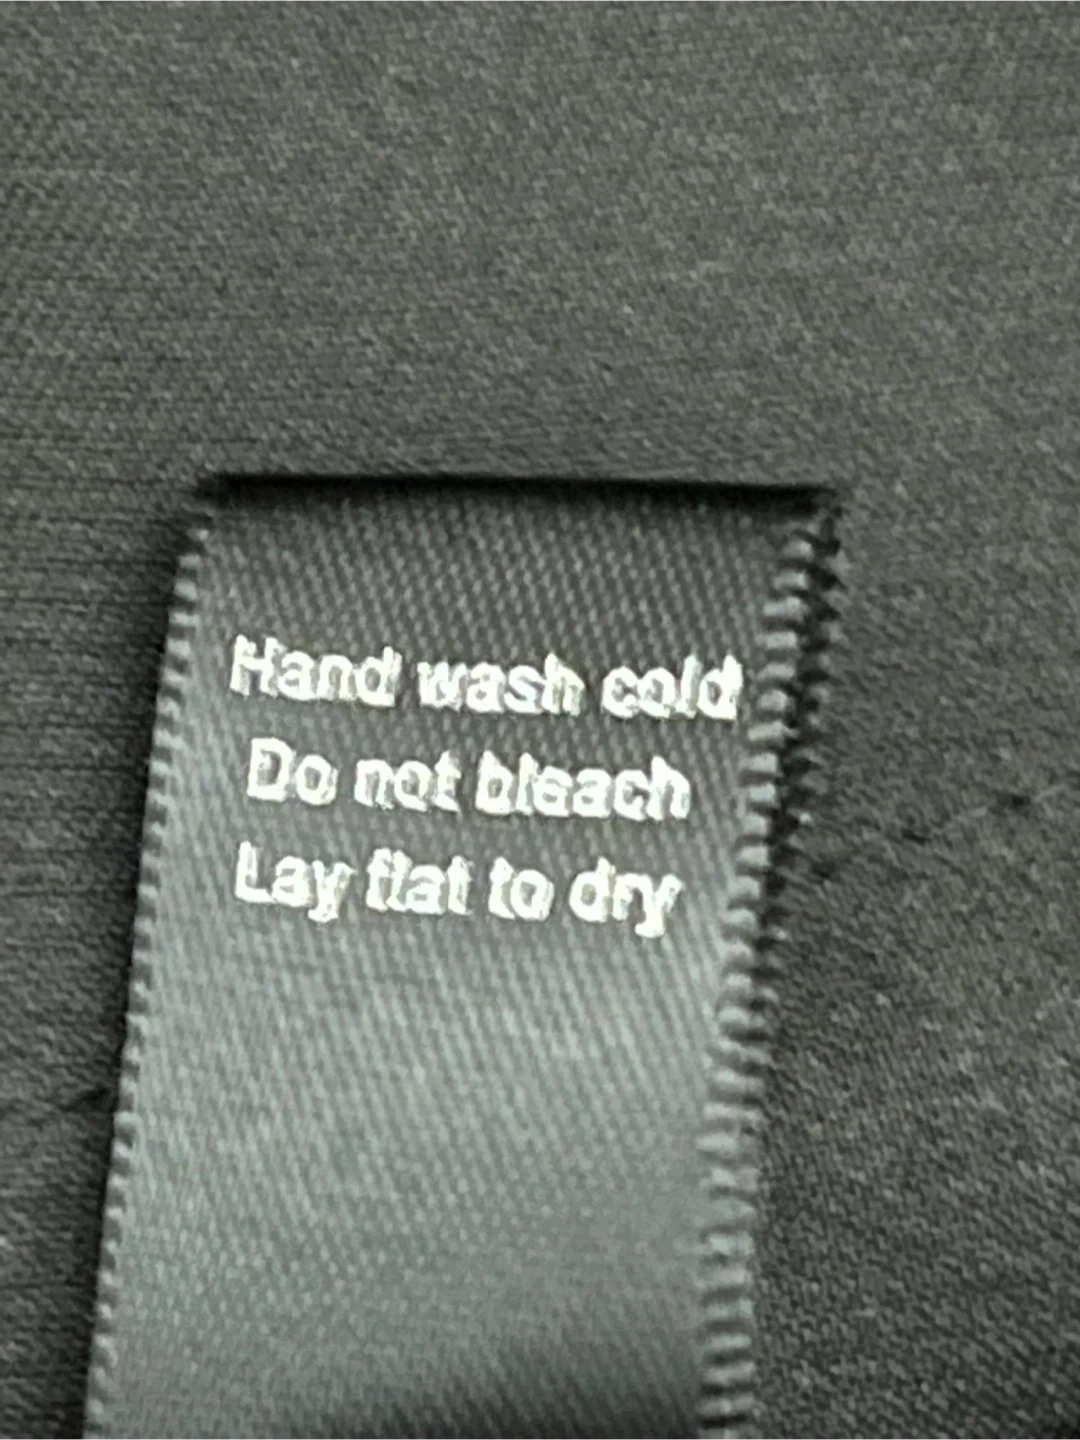 Hand wash cold
Do not bleach
Lay flat to dry